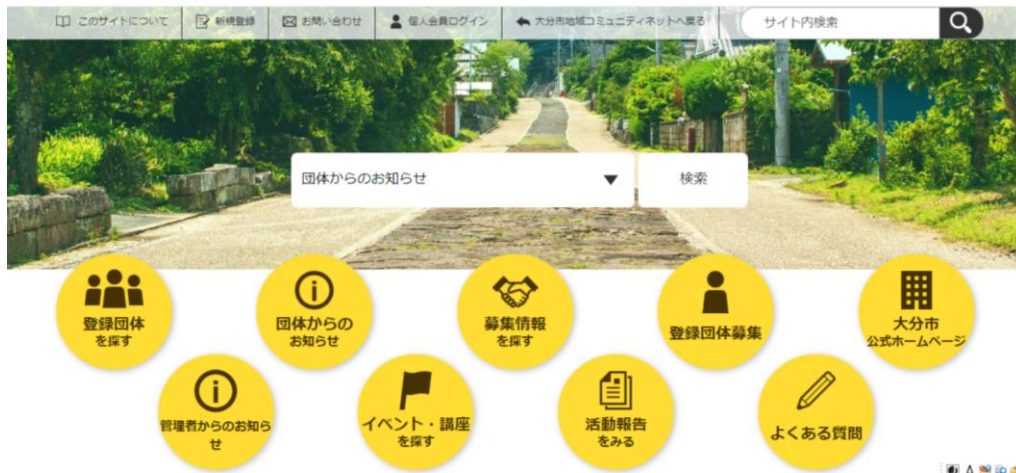 このサイトについて
新規登録
お問い合わせ
個人会員ログイン
大分市地域コミュニティネットへ戻る
サイト内検索
団体からのお知らせ
検索
登録団体
を探す
団体からの
お知らせ
募集情報
を探す
登録団体募集
大分市
公式ホームページ
管理者からのお知ら
せ
イベント・講座
を探す
活動報告
をみる
よくある質問